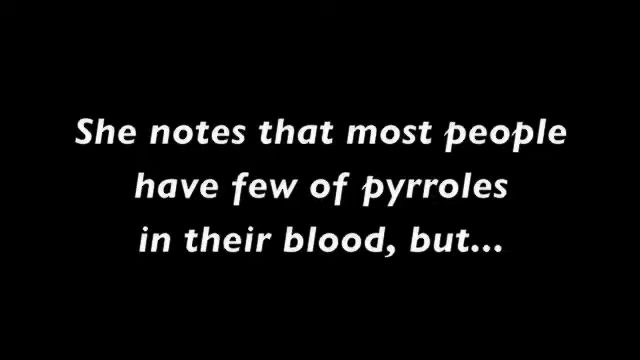 She notes that most people
have few of pyrroles
in their blood, but...